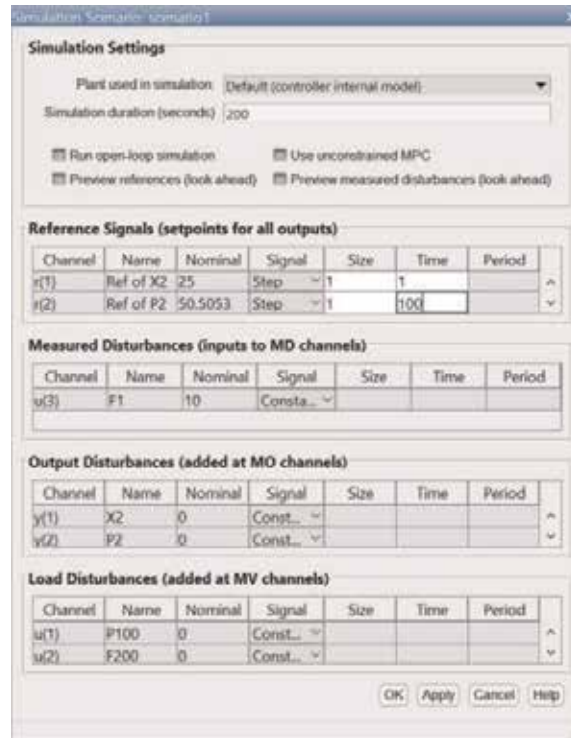 Simulation Scenario: scenario1
Simulation Settings
Plant used in simulation: Default (controller internal model)
Simulation duration (seconds) 200
Run open-loop simulation Use unconstrained MPC
Preview references (look ahead) Preview measured disturbances (look ahead)
Reference Signals (setpoints for all outputs)
Channel Name Nominal Signal Size Time Period
r(1) Ref of X2 25 Step 1 1
r(2) Ref of P2 50.5053 Step 1 100
Measured Disturbances (inputs to MD channels)
Channel Name Nominal Signal Size Time Period
u(3) F1 10 Consta...
Output Disturbances (added at MO channels)
Channel Name Nominal Signal Size Time Period
y(1) X2 0 Const...
y(2) P2 0 Const...
Load Disturbances (added at MV channels)
Channel Name Nominal Signal Size Time Period
u(1) P100 0 Const...
u(2) F200 0 Const...
OK Apply Cancel Help